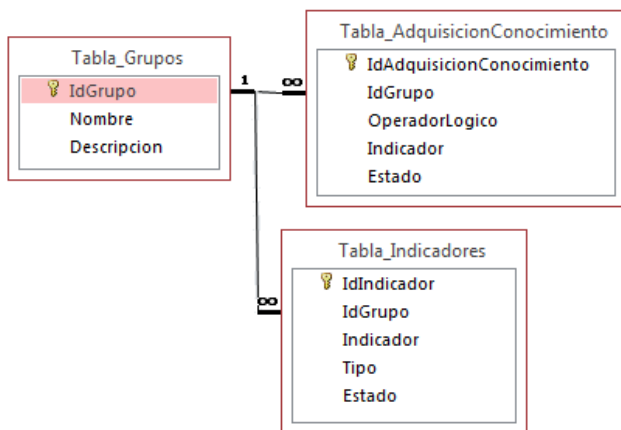 Tabla_Grupos
IdGrupo
Nombre
Descripcion
1
∞
Tabla_AdquisicionConocimiento
IdAdquisicionConocimiento
IdGrupo
OperadorLogico
Indicador
Estado
∞
Tabla_Indicadores
IdIndicador
IdGrupo
Indicador
Tipo
Estado